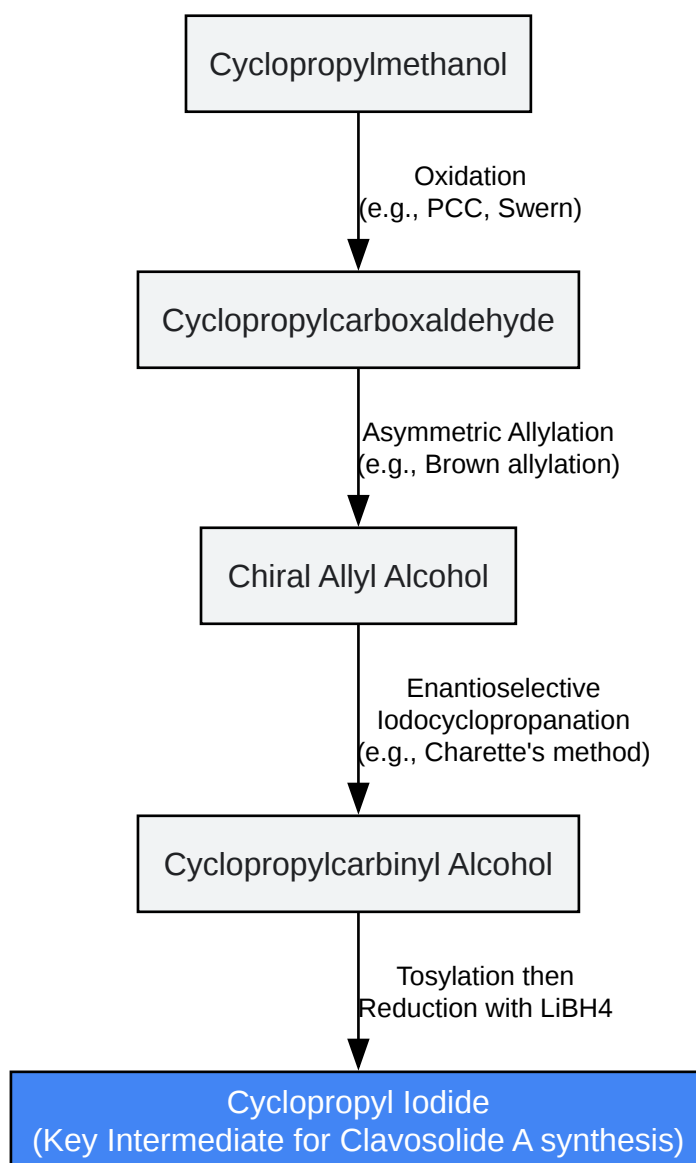 Cyclopropylmethanol
Oxidation
(e.g., PCC, Swern)
Cyclopropylcarboxaldehyde
Asymmetric Allylation
(e.g., Brown allylation)
Chiral Allyl Alcohol
Enantioselective
Iodocyclopropanation
(e.g., Charette's method)
Cyclopropylcarbinyl Alcohol
Tosylation then
Reduction with LiBH4
Cyclopropyl Iodide
(Key Intermediate for Clavosolide A synthesis)